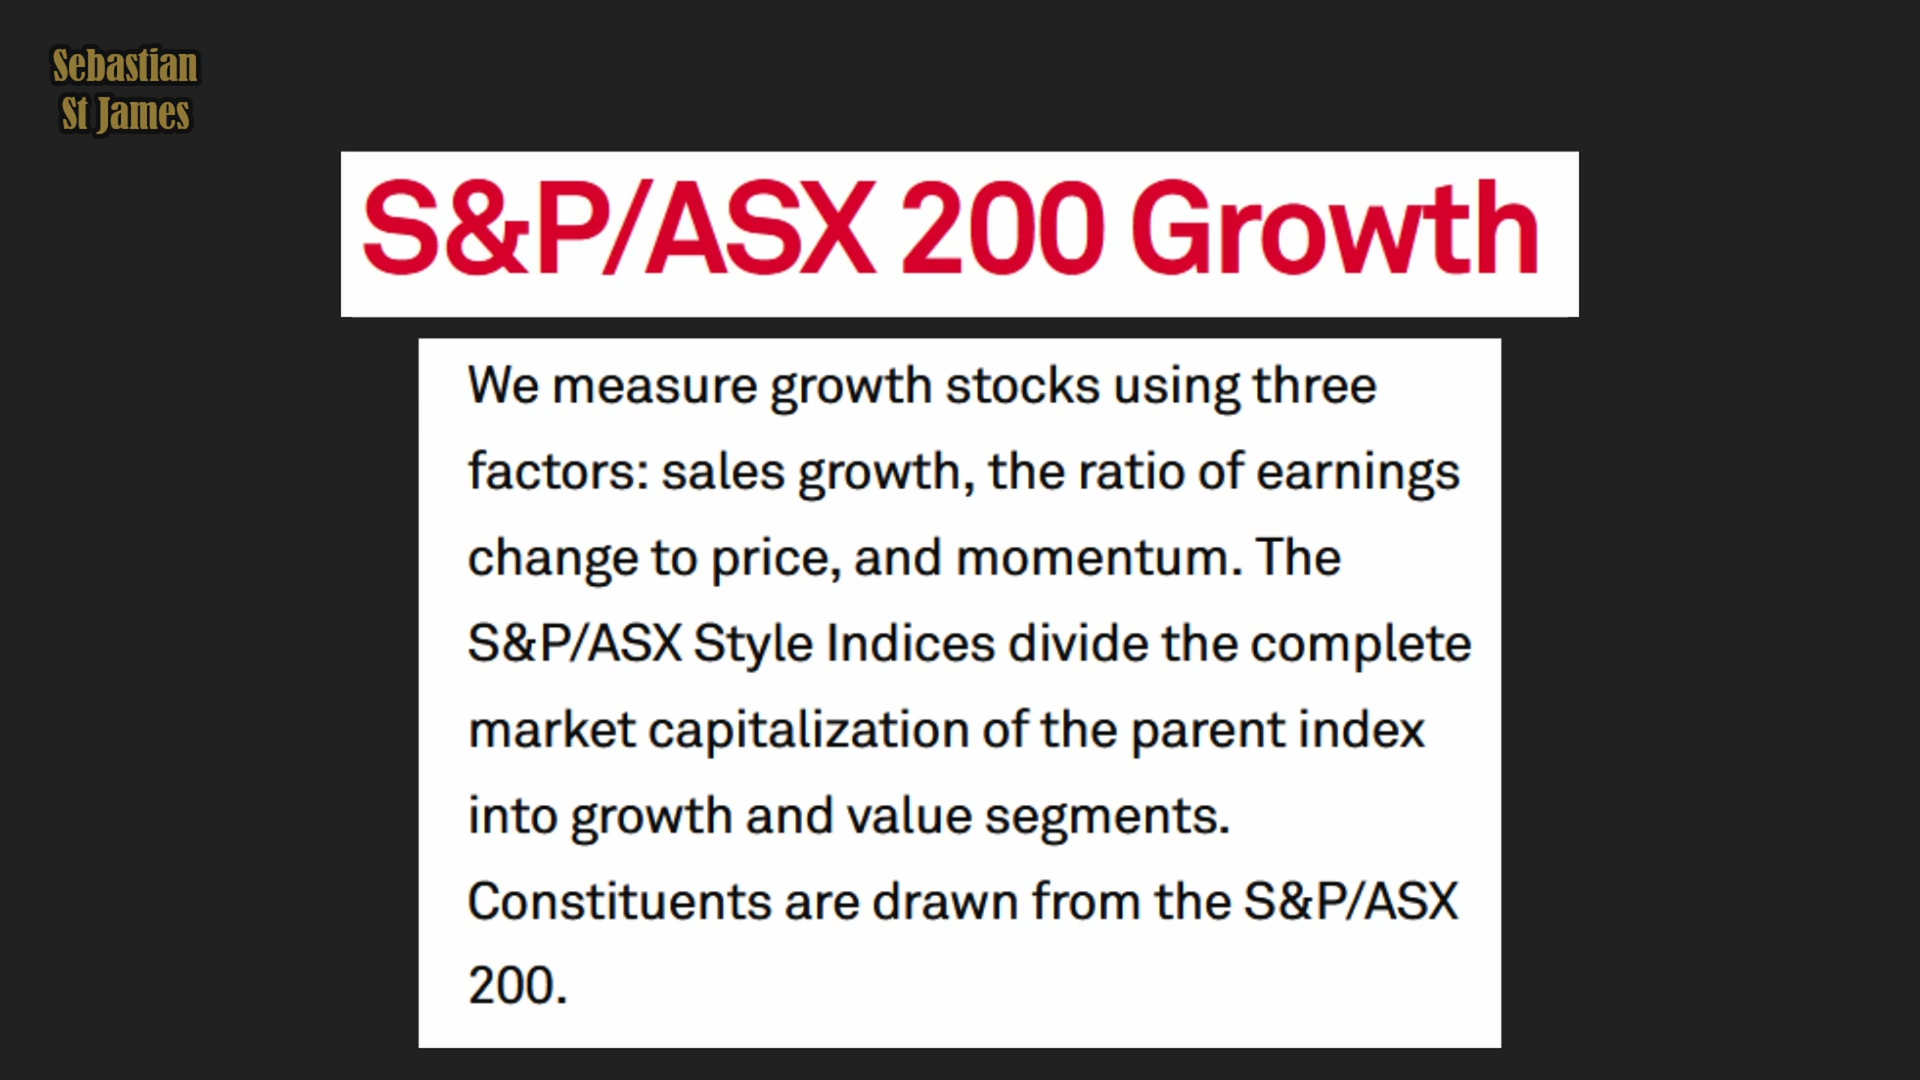 Sebastian
St James
S&P/ASX 200 Growth
We measure growth stocks using three
factors: sales growth, the ratio of earnings
change to price, and momentum. The
S&P/ASX Style Indices divide the complete
market capitalization of the parent index
into growth and value segments.
Constituents are drawn from the S&P/ASX
200.